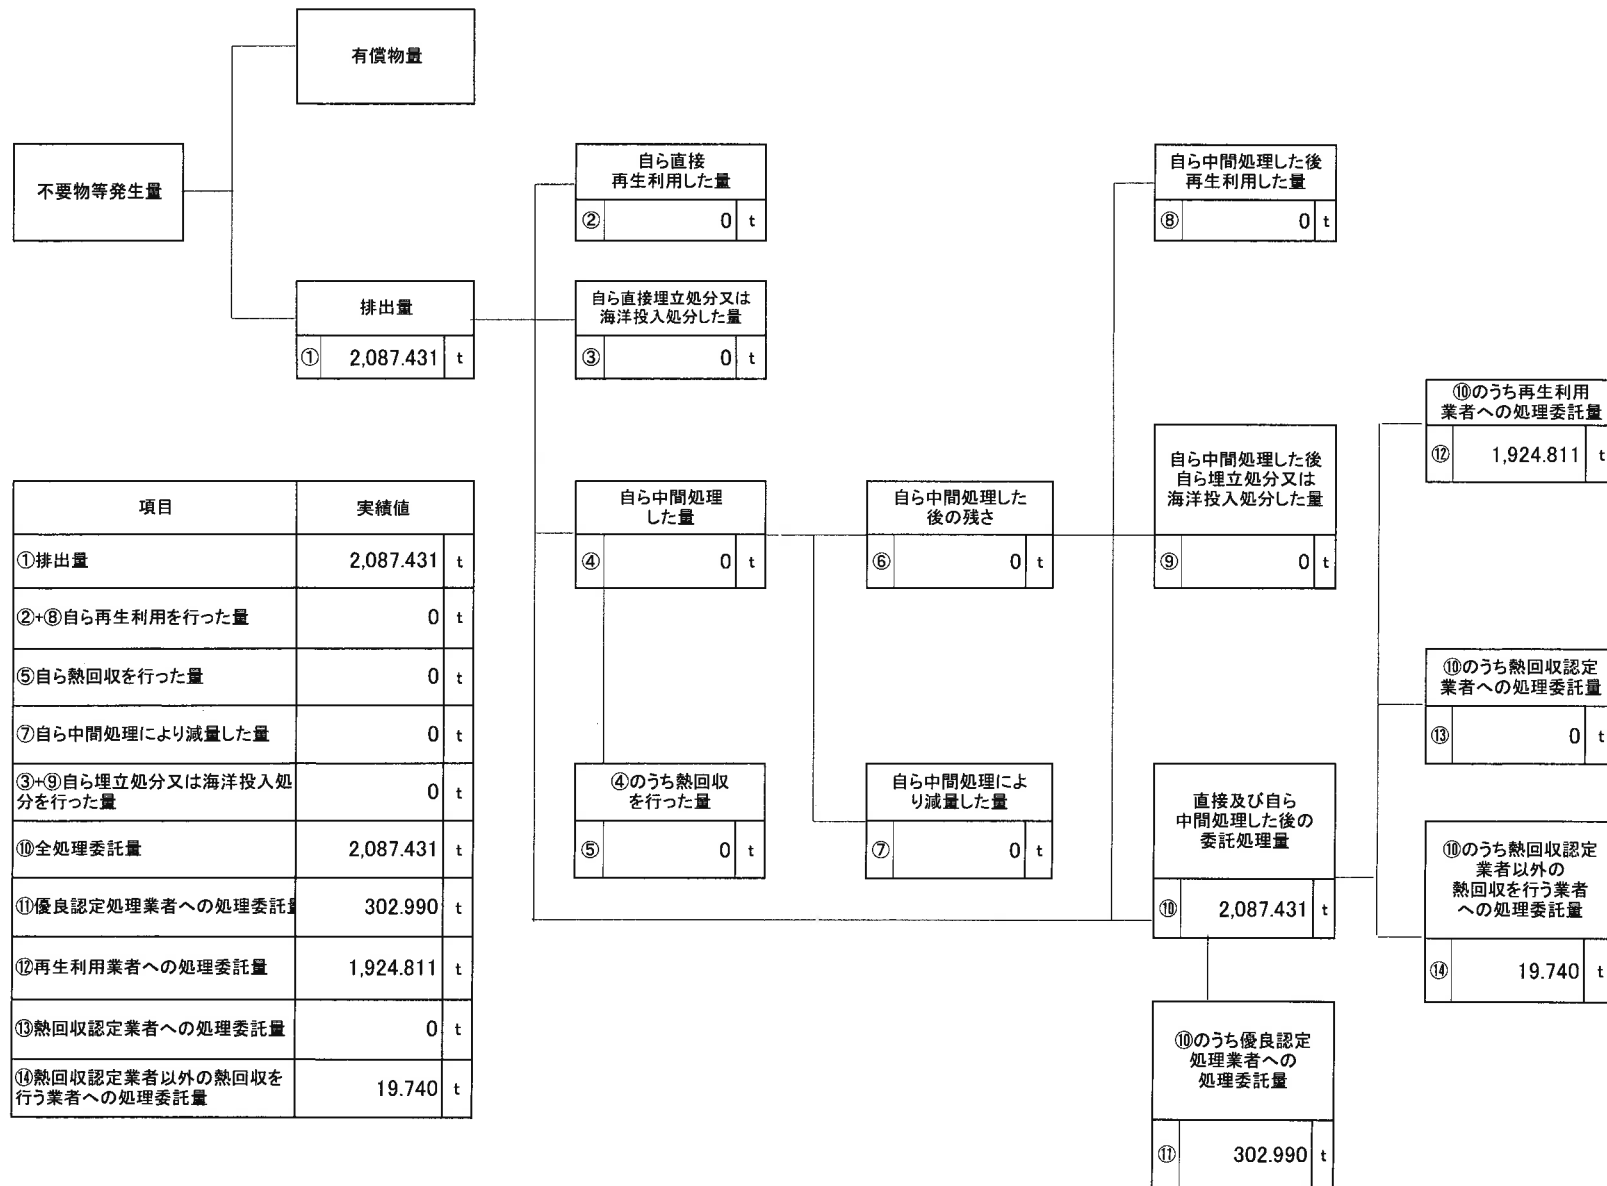 有償物量
不要物等発生量
排出量
① 2,087.431 t
自ら直接
再生利用した量
② 0 t
自ら直接埋立処分又は
海洋投入処分した量
③ 0 t
自ら中間処理
した量
④ 0 t
④のうち熱回収
を行った量
⑤ 0 t
自ら中間処理した
後の残さ
⑥ 0 t
自ら中間処理によ
り減量した量
⑦ 0 t
自ら中間処理した後
再生利用した量
⑧ 0 t
自ら中間処理した後
自ら埋立処分又は
海洋投入処分した量
⑨ 0 t
直接及び自ら
中間処理した後の
委託処理量
⑩ 2,087.431 t
⑩のうち優良認定
処理業者への
処理委託量
⑪ 302.990 t
⑩のうち再生利用
業者への処理委託量
⑫ 1,924.811 t
⑩のうち熱回収認定
業者への処理委託量
⑬ 0 t
⑩のうち熱回収認定
業者以外の
熱回収を行う業者
への処理委託量
⑭ 19.740 t
項目 実績値
①排出量 2,087.431 t
②+⑧自ら再生利用を行った量 0 t
⑤自ら熱回収を行った量 0 t
⑦自ら中間処理により減量した量 0 t
③+⑨自ら埋立処分又は海洋投入処
分を行った量 0 t
⑩全処理委託量 2,087.431 t
⑪優良認定処理業者への処理委託量 302.990 t
⑫再生利用業者への処理委託量 1,924.811 t
⑬熱回収認定業者への処理委託量 0 t
⑭熱回収認定業者以外の熱回収を
行う業者への処理委託量 19.740 t